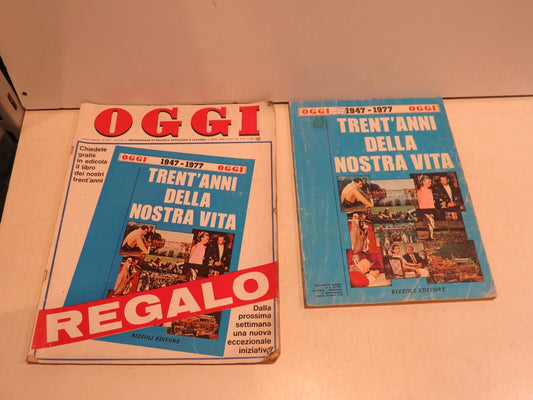 OGGI
Chiedete
gratis
in edicola
il libro
dei nostri
trent'anni
OGGI 1947-1977 OGGI
TRENT'ANNI
DELLA
NOSTRA VITA
REGALO
Dalla
prossima
settimana
una nuova
eccezionale
iniziativa
RIZZOLI EDITORE
OGGI 1947-1977 OGGI
TRENT'ANNI
DELLA
NOSTRA VITA
RIZZOLI EDITORE